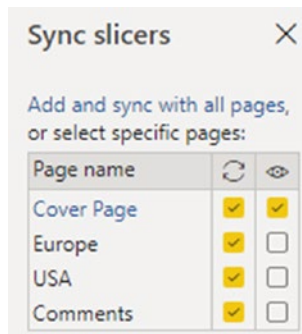 Sync slicers
Add and sync with all pages,
or select specific pages:
Page name
Cover Page
Europe
USA
Comments